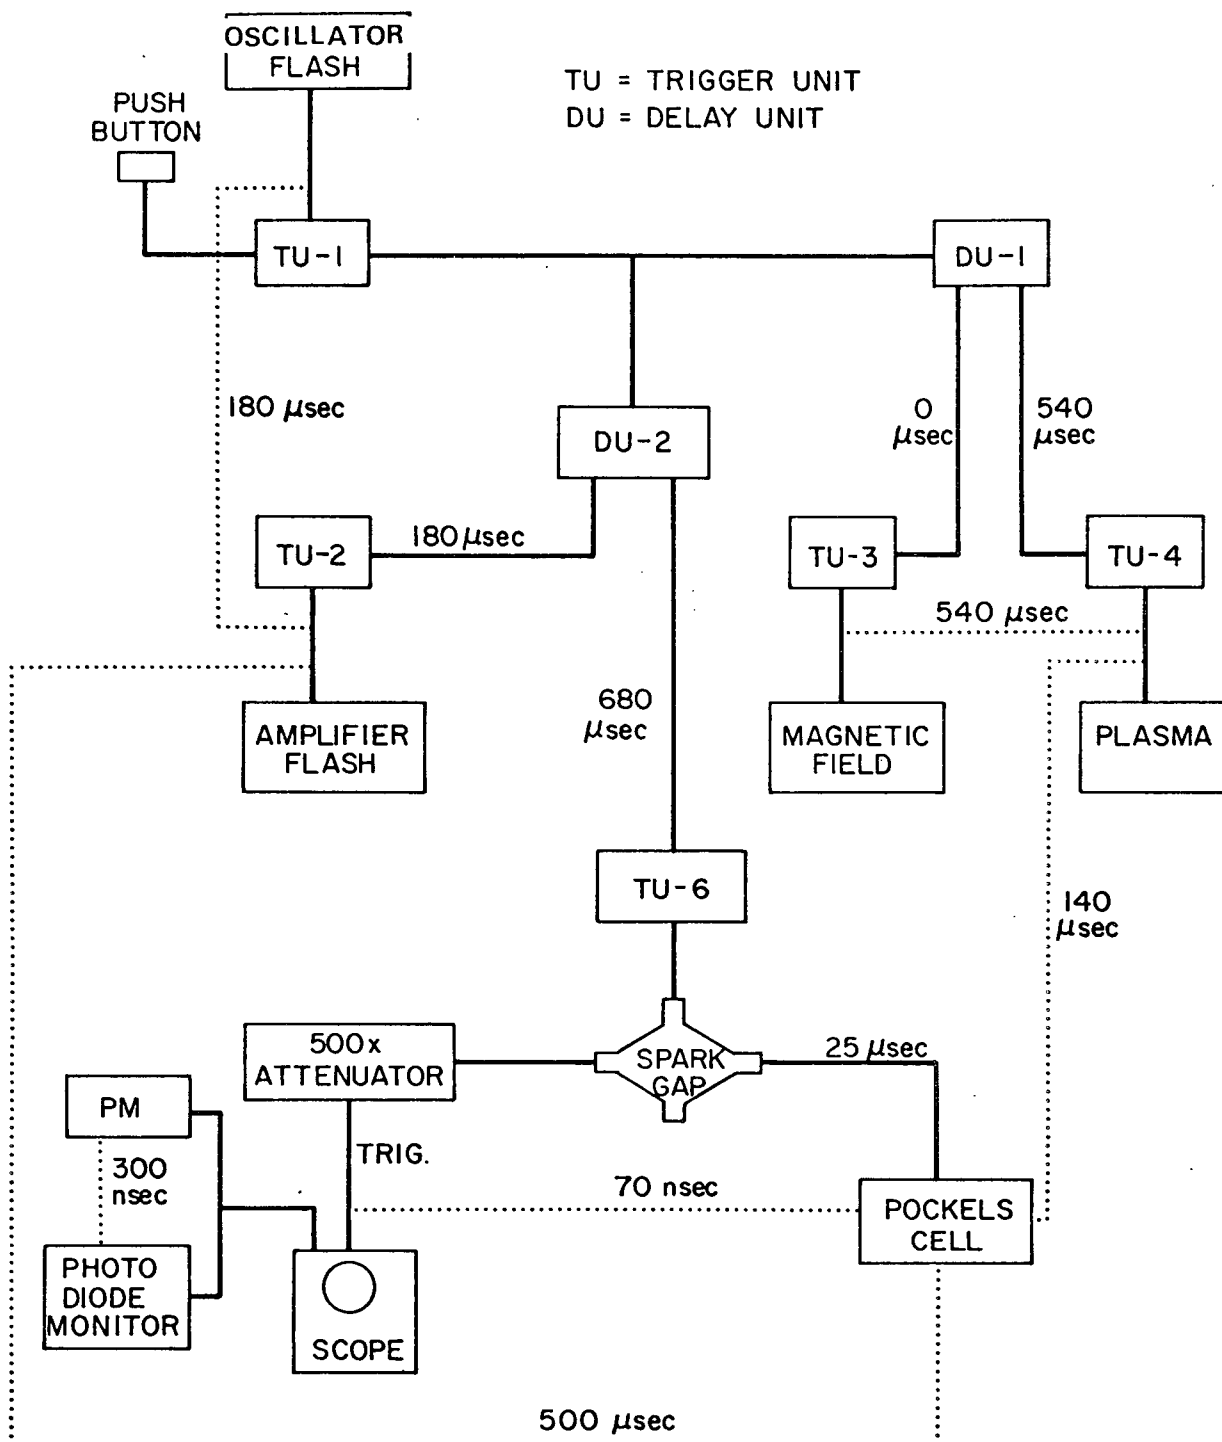 OSCILLATOR
FLASH
TU = TRIGGER UNIT
DU = DELAY UNIT
PUSH
BUTTON
TU-1
DU-1
180 μsec
0
μsec
540
μsec
DU-2
TU-2
180 μsec
TU-3
TU-4
540 μsec
680
μsec
AMPLIFIER
FLASH
MAGNETIC
FIELD
PLASMA
TU-6
140
μsec
500x
ATTENUATOR
SPARK
GAP
25 μsec
PM
TRIG.
300
nsec
70 nsec
POCKELS
CELL
PHOTO
DIODE
MONITOR
SCOPE
500 μsec